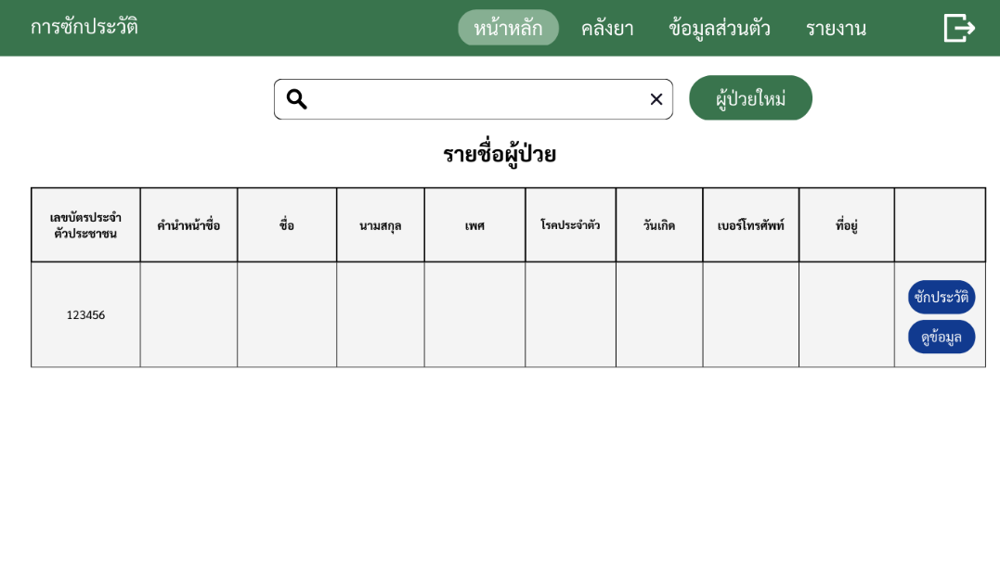 การซักประวัติ
หน้าหลัก
คลังยา
ข้อมูลส่วนตัว
รายงาน
ผู้ป่วยใหม่
รายชื่อผู้ป่วย
เลขบัตรประจำ
ตัวประชาชน
คำนำหน้าชื่อ
ชื่อ
นามสกุล
เพศ
โรคประจำตัว
วันเกิด
เบอร์โทรศัพท์
ที่อยู่
123456
ซักประวัติ
ดูข้อมูล